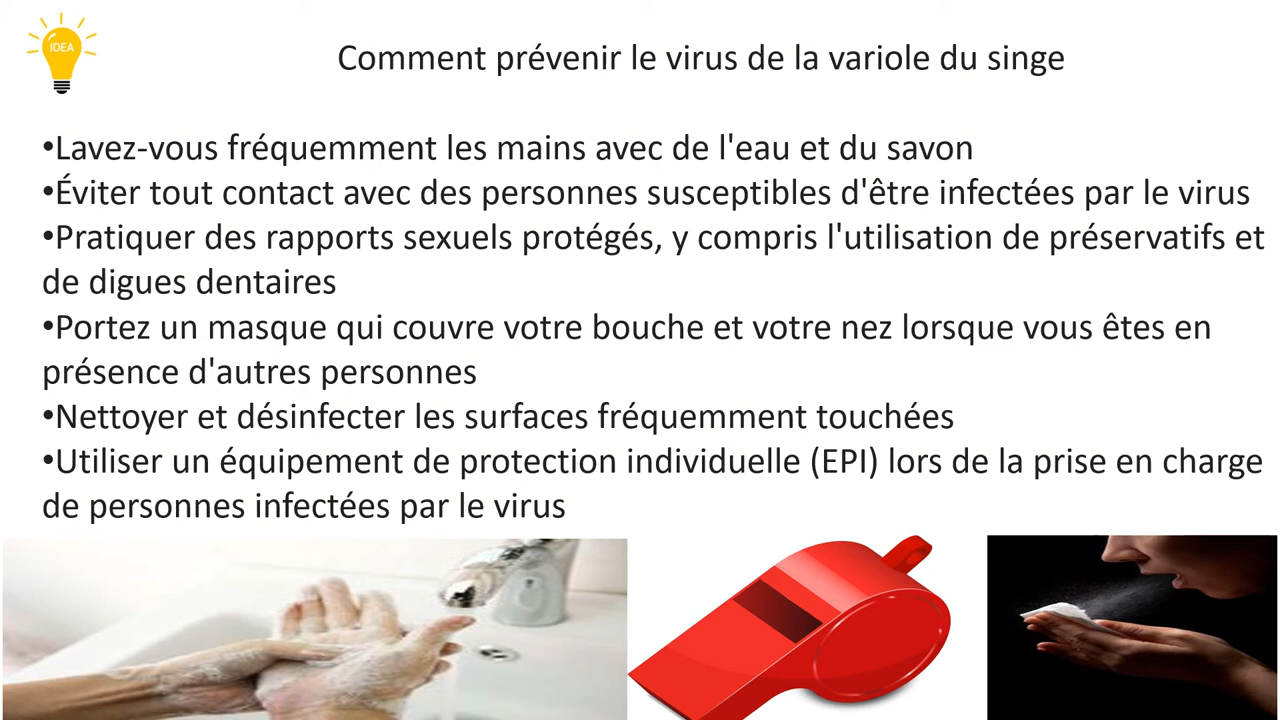 IDEA
Comment prévenir le virus de la variole du singe
•Lavez-vous fréquemment les mains avec de l'eau et du savon
•Éviter tout contact avec des personnes susceptibles d'être infectées par le virus
•Pratiquer des rapports sexuels protégés, y compris l'utilisation de préservatifs et
de digues dentaires
•Portez un masque qui couvre votre bouche et votre nez lorsque vous êtes en
présence d'autres personnes
•Nettoyer et désinfecter les surfaces fréquemment touchées
•Utiliser un équipement de protection individuelle (EPI) lors de la prise en charge
de personnes infectées par le virus